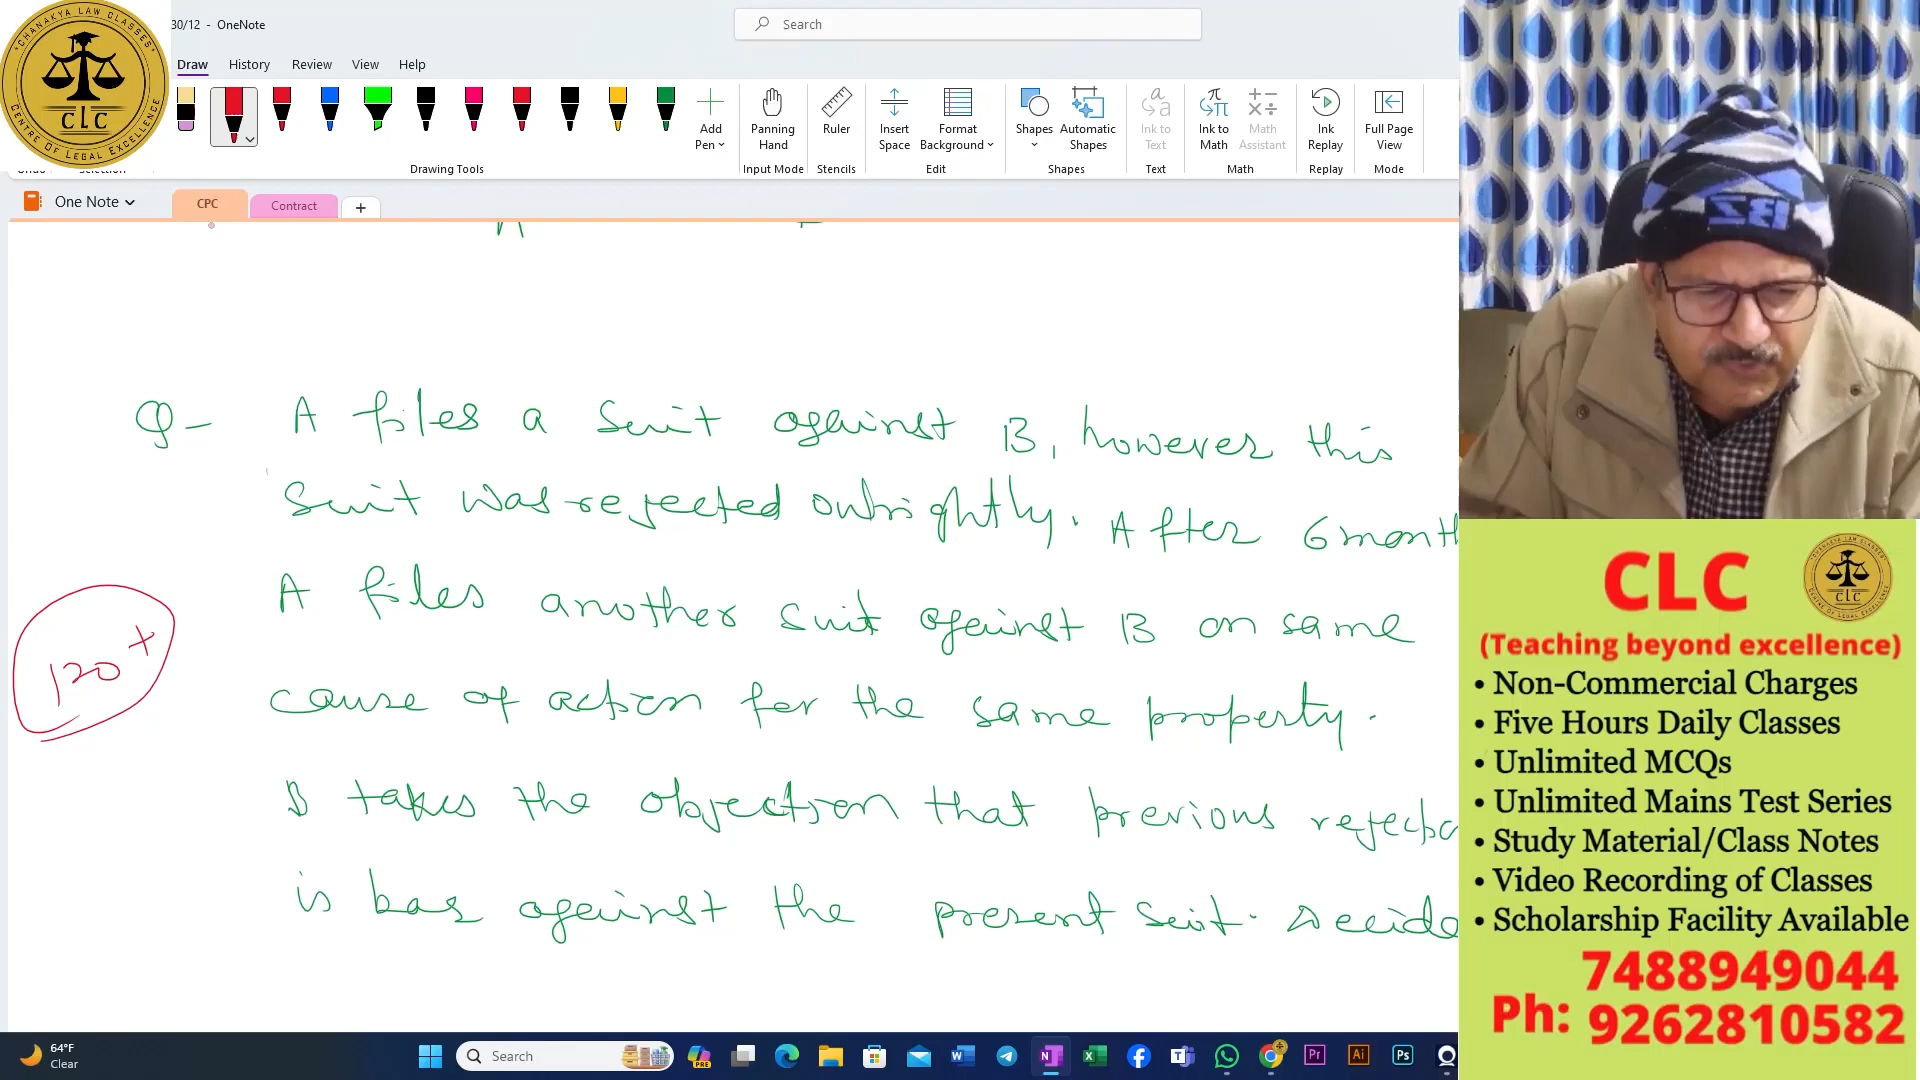 CHANAKYA LAW CLASSES
CLC
CENTRE OF LEGAL EXCELLENCE
30/12 - OneNote
Search
Draw History Review View Help
Add Pen
Panning Hand
Ruler
Insert Space
Format Background
Shapes
Automatic Shapes
Ink to Text
Ink to Math
Math Assistant
Ink Replay
Full Page View
Drawing Tools Input Mode Stencils Edit Shapes Text Math Replay Mode
One Note CPC Contract +
Q- A files a suit against B, however this
suit was rejected outrightly. After 6 month
A files another suit against B on same
cause of action for the same property.
B takes the objection that previous rejectio
is bar against the present suit. Decide
120+
CLC
(Teaching beyond excellence)
• Non-Commercial Charges
• Five Hours Daily Classes
• Unlimited MCQs
• Unlimited Mains Test Series
• Study Material/Class Notes
• Video Recording of Classes
• Scholarship Facility Available
Ph: 7488949044
9262810582
64°F
Clear
Search